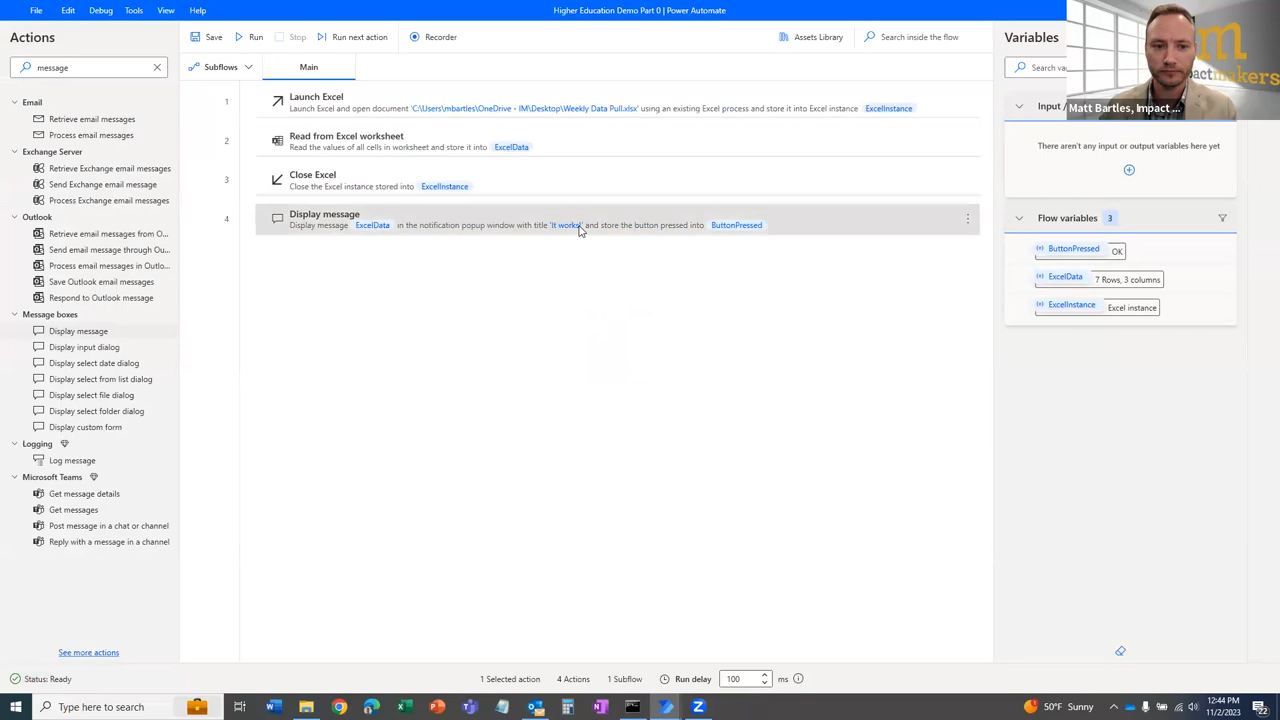 File Edit Debug Tools View Help
Higher Education Demo Part 0 | Power Automate
Actions
message
Email
Retrieve email messages
Process email messages
Exchange Server
Retrieve Exchange email messages
Send Exchange email message
Process Exchange email messages
Outlook
Retrieve email messages from O...
Send email message through Ou...
Process email messages in Outlo...
Save Outlook email messages
Respond to Outlook message
Message boxes
Display message
Display input dialog
Display select date dialog
Display select from list dialog
Display select file dialog
Display select folder dialog
Display custom form
Logging
Log message
Microsoft Teams
Get message details
Get messages
Post message in a chat or channel
Reply with a message in a channel
See more actions
Save Run Stop Run next action Recorder Assets Library Search inside the flow
Subflows Main
1 Launch Excel
Launch Excel and open document 'C:\Users\mbartles\OneDrive - IM\Desktop\Weekly Data Pull.xlsx' using an existing Excel process and store it into Excel instance ExcelInstance
2 Read from Excel worksheet
Read the values of all cells in worksheet and store it into ExcelData
3 Close Excel
Close the Excel instance stored into ExcelInstance
4 Display message
Display message ExcelData in the notification popup window with title 'It works!' and store the button pressed into ButtonPressed
Variables
Search va
Input /
There aren't any input or output variables here yet
Flow variables 3
ButtonPressed OK
ExcelData 7 Rows, 3 columns
ExcelInstance Excel instance
m
pactmakers
Matt Bartles, Impact ...
Status: Ready 1 Selected action 4 Actions 1 Subflow Run delay 100 ms
Type here to search
50°F Sunny
12:44 PM
11/2/2023
22